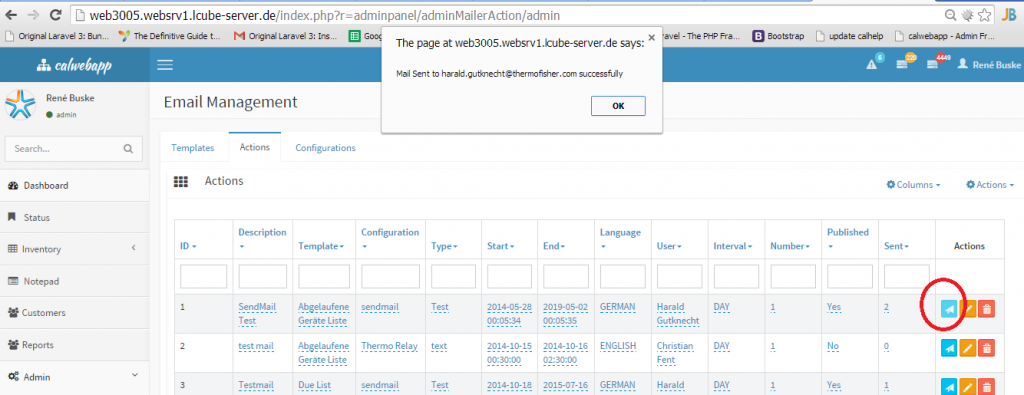 web3005.websrv1.lcube-server.de/index.php?r=adminpanel/adminMailerAction/admin
Original Laravel 3: Bun... The Definitive Guide t... Original Laravel 3: Ins... Goog ravel - The PHP Fra... Bootstrap update calhelp calwebapp - Admin Fr...
The page at web3005.websrv1.lcube-server.de says:
Mail Sent to harald.gutknecht@thermofisher.com successfully
OK
calwebapp
6 220 4449 René Buske
René Buske
admin
Search...
Dashboard
Status
Inventory
Notepad
Customers
Reports
Admin
Email Management
Templates Actions Configurations
Actions
Columns Actions
ID Description Template Configuration Type Start End Language User Interval Number Published Sent Actions
1 SendMail Abgelaufene sendmail Test 2014-05-28 2019-05-02 GERMAN Harald DAY 1 Yes 2
Test Geräte Liste 00:05:34 00:05:35 Gutknecht
2 test mail Abgelaufene Thermo Relay text 2014-10-15 2014-10-16 ENGLISH Christian DAY 1 No 0
Geräte Liste 00:30:00 02:30:00 Fent
3 Testmail Due List sendmail Test 2014-10-18 2015-07-16 GERMAN Harald DAY 1 Yes 1